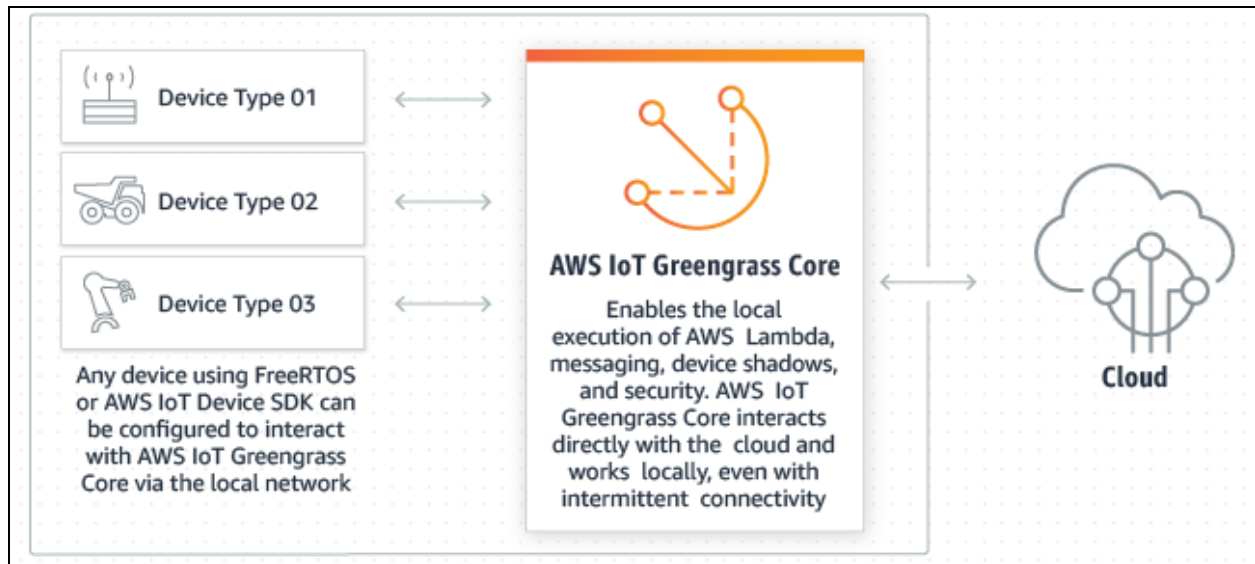 Device Type 01
Device Type 02
Device Type 03
Any device using FreeRTOS
or AWS IoT Device SDK can
be configured to interact
with AWS IoT Greengrass
Core via the local network
AWS IoT Greengrass Core
Enables the local
execution of AWS Lambda,
messaging, device shadows,
and security. AWS IoT
Greengrass Core interacts
directly with the cloud and
works locally, even with
intermittent connectivity
Cloud